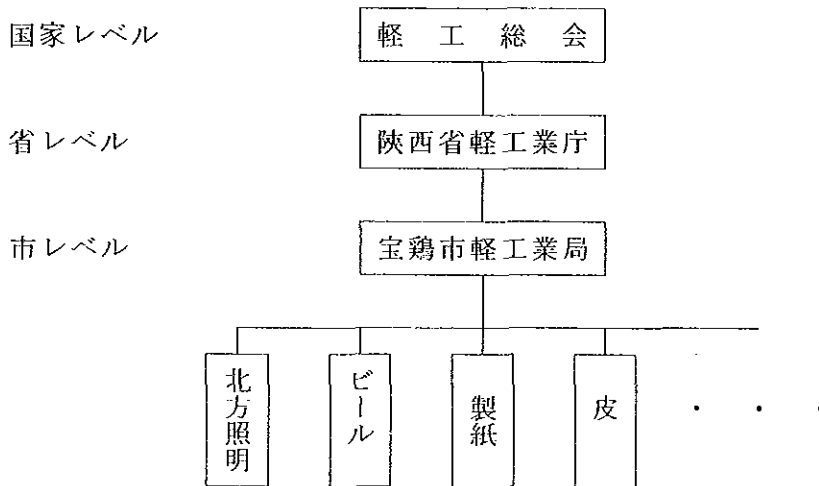 国家レベル
軽工総会
省レベル
陝西省軽工業庁
市レベル
宝鶏市軽工業局
北方照明
ビール
製紙
皮
・・・